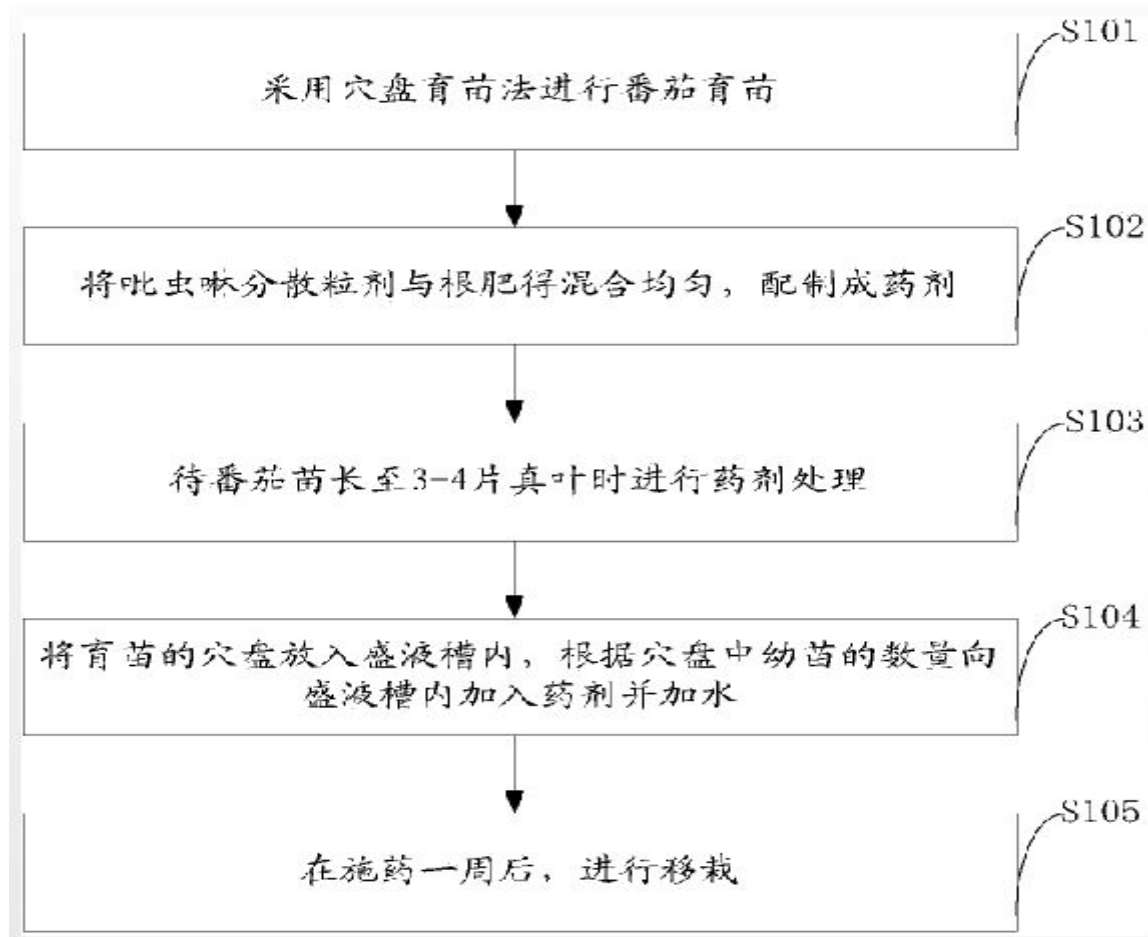 S101
采用穴盘育苗法进行番茄育苗
S102
将吡虫啉分散粒剂与根肥得混合均匀，配制成药剂
S103
待番茄苗长至3-4片真叶时进行药剂处理
S104
将育苗的穴盘放入盛液槽内，根据穴盘中幼苗的数量向
盛液槽内加入药剂并加水
S105
在施药一周后，进行移栽